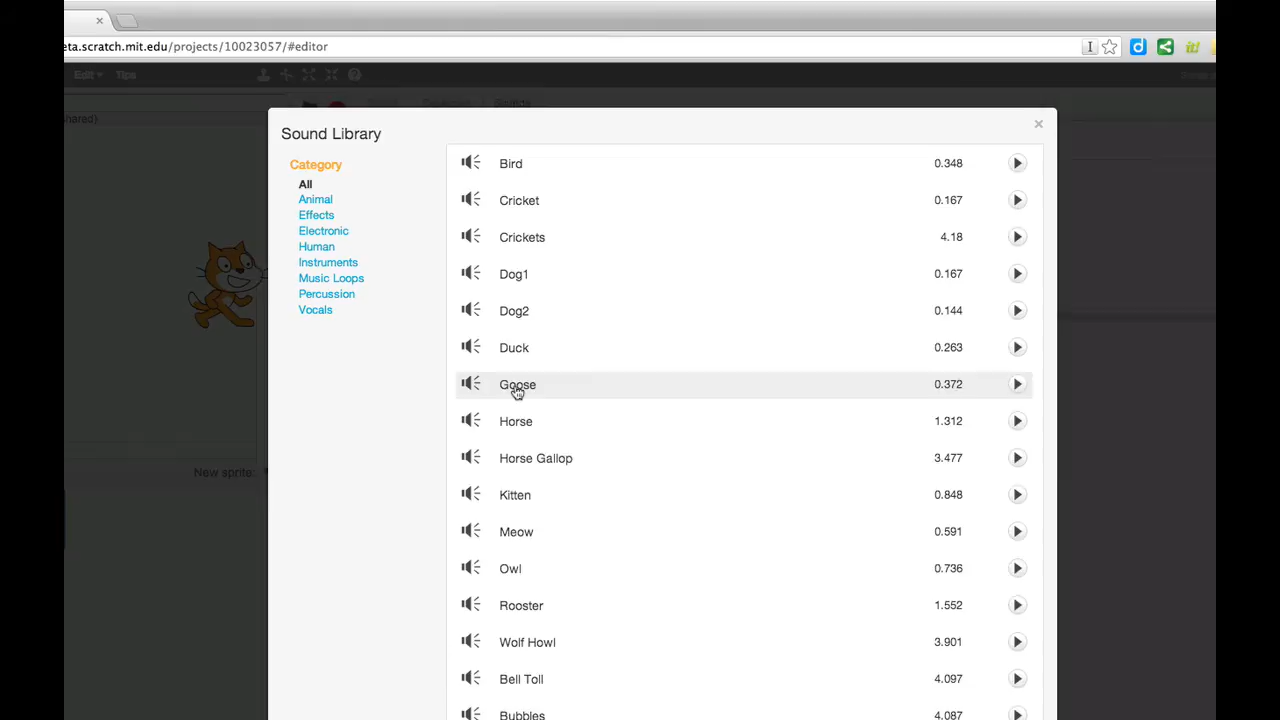 eta.scratch.mit.edu/projects/10023057/#editor
Edit Tips
hared)
Sound Library
Category
All
Animal
Effects
Electronic
Human
Instruments
Music Loops
Percussion
Vocals
Bird 0.348
Cricket 0.167
Crickets 4.18
Dog1 0.167
Dog2 0.144
Duck 0.263
Goose 0.372
Horse 1.312
Horse Gallop 3.477
Kitten 0.848
Meow 0.591
Owl 0.736
Rooster 1.552
Wolf Howl 3.901
Bell Toll 4.097
Bubbles 4.087
New sprite: